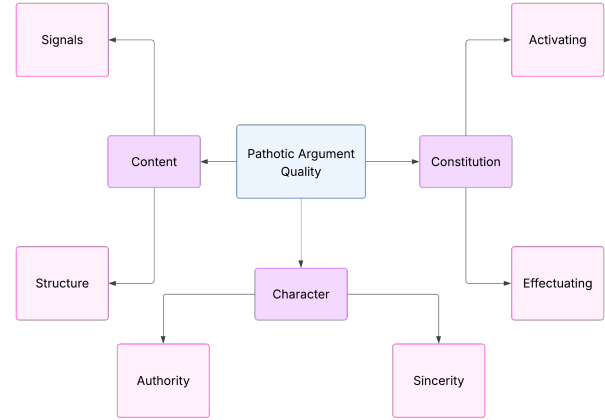 Signals
Activating
Pathotic Argument
Quality
Content
Constitution
Structure
Effectuating
Character
Authority
Sincerity